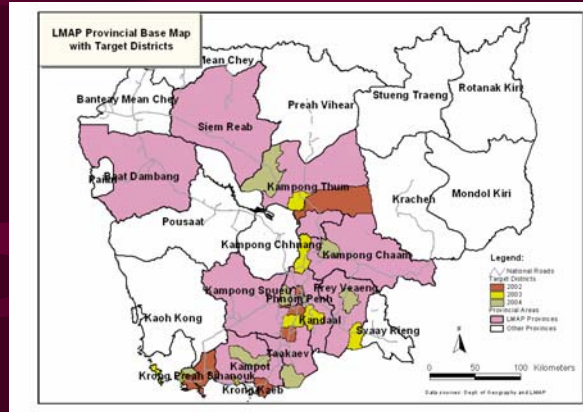 LMAP Provincial Base Map
with Target Districts
Mean Chey
Banteay Mean Chey
Siem Reab
Preah Vihear
Stueng Traeng
Rotanak Kiri
Pailin
Baat Dambang
Kampong Thum
Kracheh
Mondol Kiri
Pousaat
Kampong Chhnang
Kampong Chaam
Kampong Spueu
Phnom Penh
Prey Veaeng
Kaoh Kong
Kandaal
Svaay Rieng
Taakaev
Krong Preah Sihanouk
Kampot
Krong Kaeb
Legend:
National Roads
Target Districts
2002
2003
2004
Provincial Areas
LMAP Provinces
Other Provinces
N
0 50 100 Kilometers
Data source: Dept. of Geography and LMAP